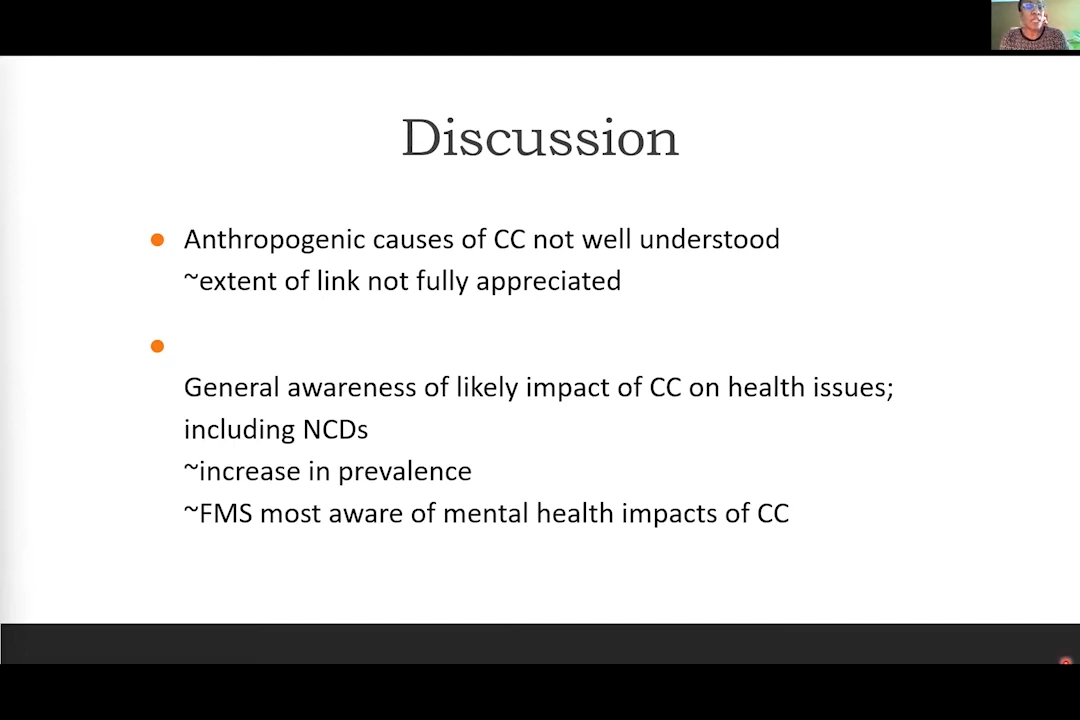 Discussion
Anthropogenic causes of CC not well understood
~extent of link not fully appreciated
General awareness of likely impact of CC on health issues;
including NCDs
~increase in prevalence
~FMS most aware of mental health impacts of CC